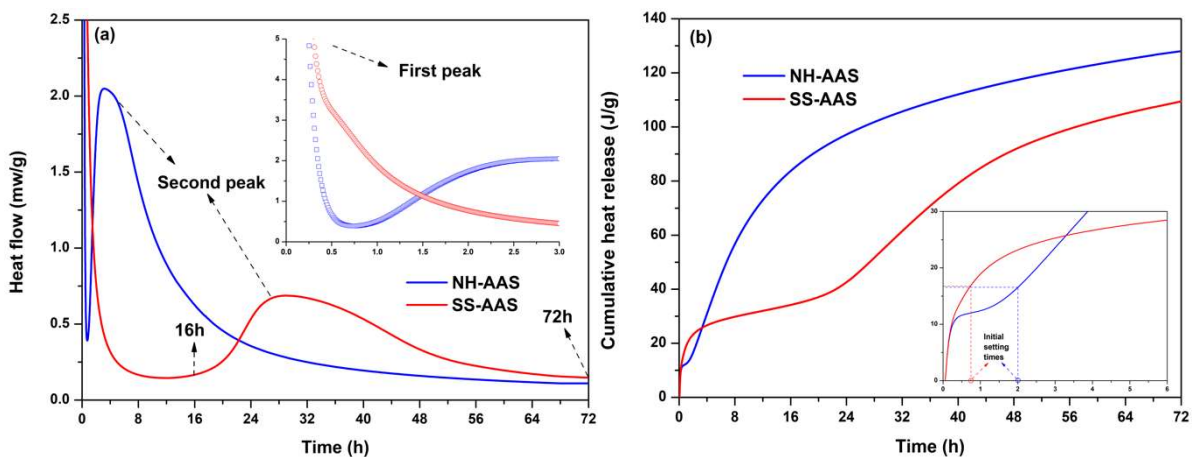 (a)
Heat flow (mw/g)
2.5
2.0
1.5
1.0
0.5
0.0
0 8 16 24 32 40 48 56 64 72
Time (h)
First peak
5
4
3
2
1
0
0.0 0.5 1.0 1.5 2.0 2.5 3.0
Second peak
NH-AAS
SS-AAS
16h
72h
(b)
Cumulative heat release (J/g)
140
120
100
80
60
40
20
0
0 8 16 24 32 40 48 56 64 72
Time (h)
NH-AAS
SS-AAS
30
20
10
0
0 1 2 3 4 5 6
Initial
setting
times